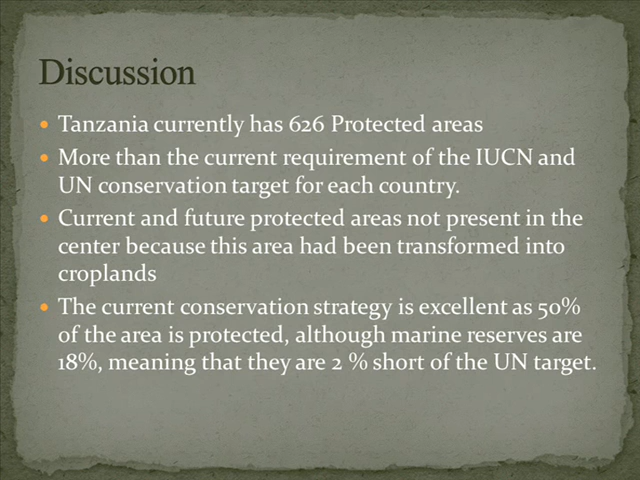 Discussion
• Tanzania currently has 626 Protected areas
• More than the current requirement of the IUCN and
UN conservation target for each country.
• Current and future protected areas not present in the
center because this area had been transformed into
croplands
• The current conservation strategy is excellent as 50%
of the area is protected, although marine reserves are
18%, meaning that they are 2 % short of the UN target.